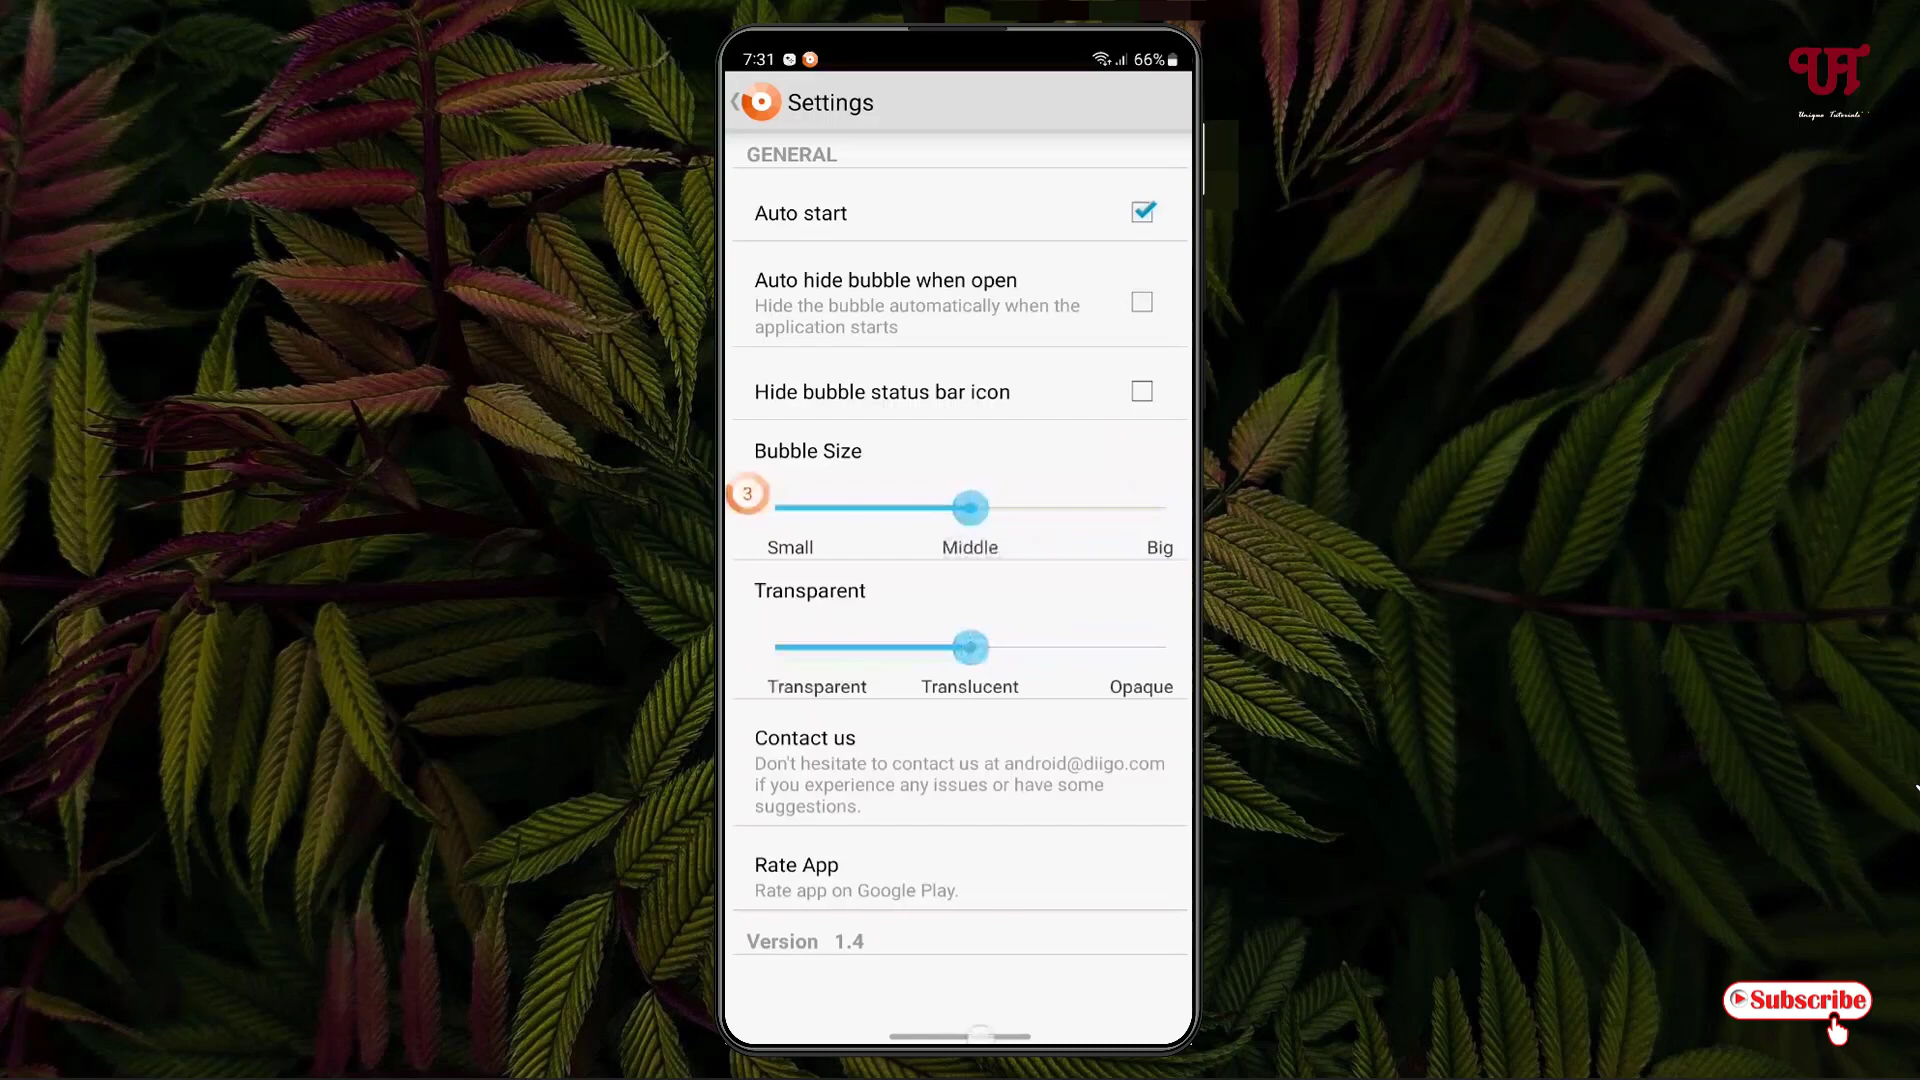 7:31 66%
Settings
GENERAL
Auto start
Auto hide bubble when open
Hide the bubble automatically when the
application starts
Hide bubble status bar icon
Bubble Size
3
Small Middle Big
Transparent
Transparent Translucent Opaque
Contact us
Don't hesitate to contact us at android@diigo.com
if you experience any issues or have some
suggestions.
Rate App
Rate app on Google Play.
Version 1.4
UT
Unique Tutorials
Subscribe